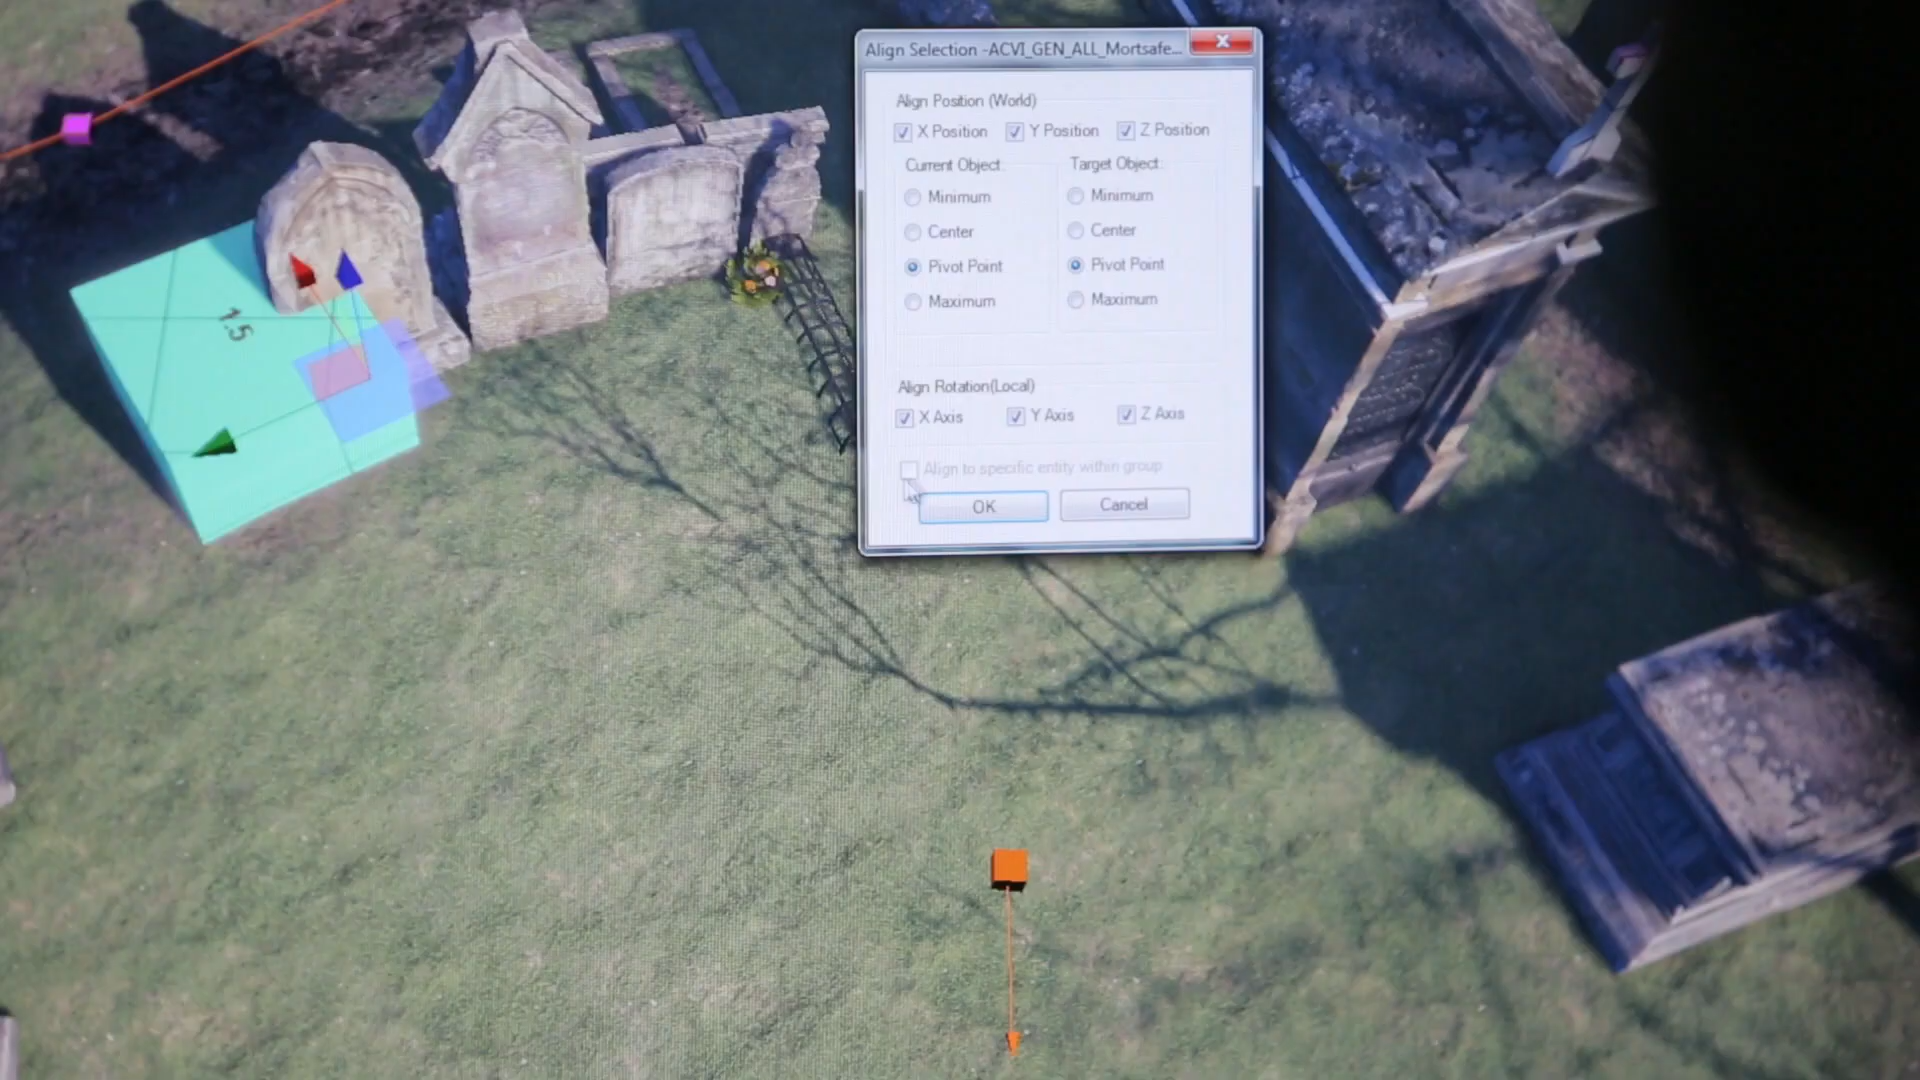 Align Selection -ACVI_GEN_ALL_Mortsafe...
Align Position (World)
X Position Y Position Z Position
Current Object: Target Object:
Minimum Minimum
Center Center
Pivot Point Pivot Point
Maximum Maximum
Align Rotation(Local)
X Axis Y Axis Z Axis
Align to specific entity within group
OK Cancel
1.5